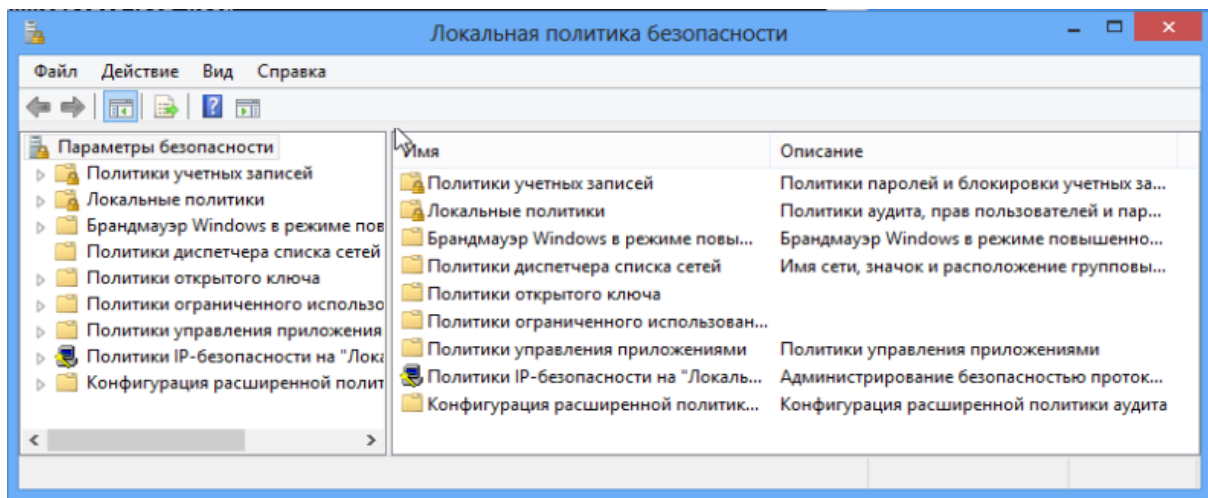 Локальная политика безопасности
Файл Действие Вид Справка
Параметры безопасности
Политики учетных записей
Локальные политики
Брандмауэр Windows в режиме пов
Политики диспетчера списка сетей
Политики открытого ключа
Политики ограниченного использо
Политики управления приложения
Политики IP-безопасности на "Лока
Конфигурация расширенной полит
Имя Описание
Политики учетных записей Политики паролей и блокировки учетных за...
Локальные политики Политики аудита, прав пользователей и пар...
Брандмауэр Windows в режиме повы... Брандмауэр Windows в режиме повышенно...
Политики диспетчера списка сетей Имя сети, значок и расположение групповы...
Политики открытого ключа
Политики ограниченного использован...
Политики управления приложениями Политики управления приложениями
Политики IP-безопасности на "Локаль... Администрирование безопасностью проток...
Конфигурация расширенной политик... Конфигурация расширенной политики аудита